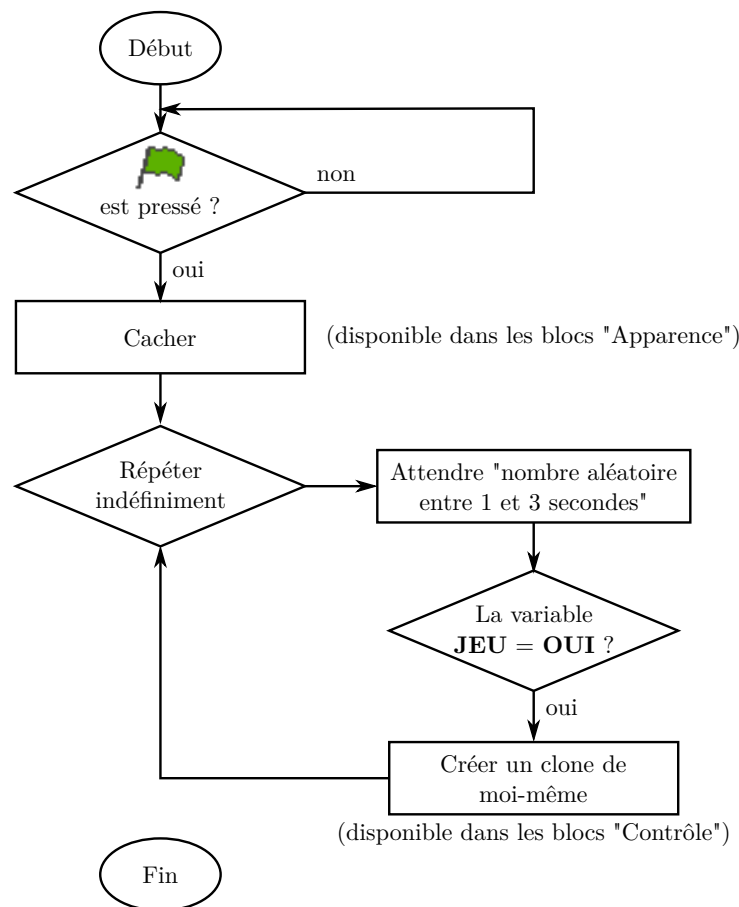 Début
non
est pressé ?
oui
Cacher
(disponible dans les blocs "Apparence")
Répéter
indéfiniment
Attendre "nombre aléatoire
entre 1 et 3 secondes"
La variable
JEU = OUI ?
oui
Créer un clone de
moi-même
(disponible dans les blocs "Contrôle")
Fin